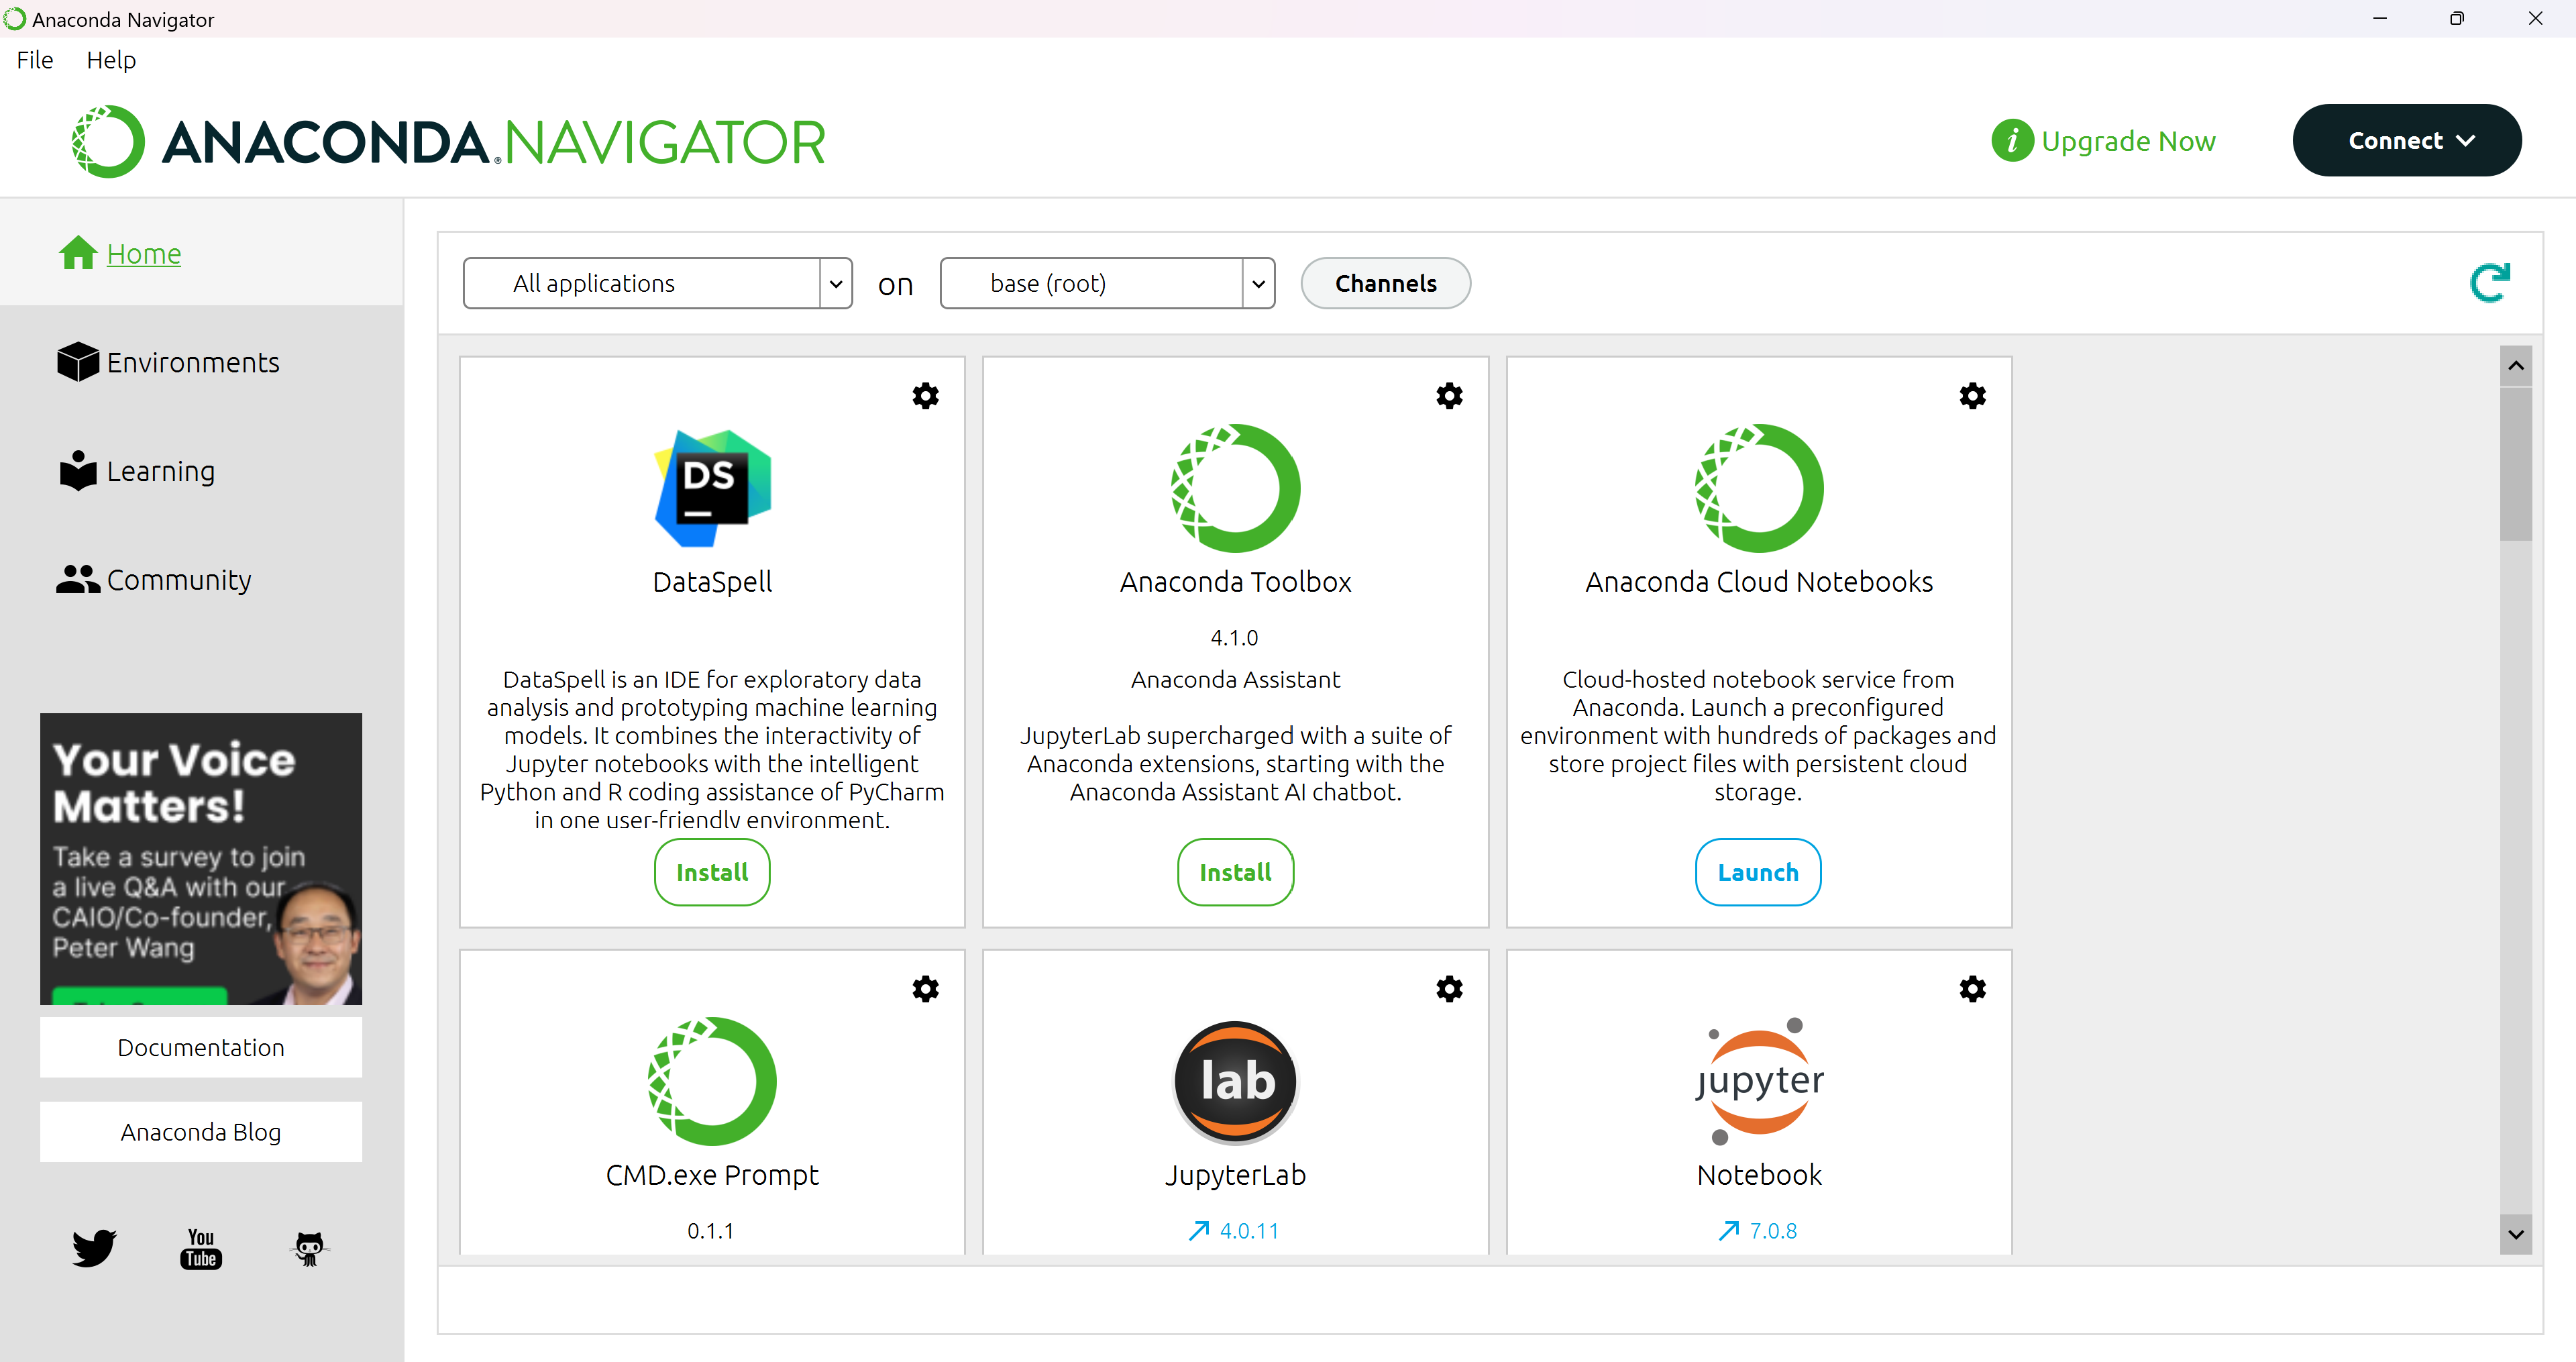 Anaconda Navigator
File Help
ANACONDA.NAVIGATOR
i Upgrade Now
Connect
Home
Environments
Learning
Community
Your Voice
Matters!
Take a survey to join
a live Q&A with our
CAIO/Co-founder,
Peter Wang
Documentation
Anaconda Blog
You
Tube
All applications on base (root) Channels
DS
DataSpell
DataSpell is an IDE for exploratory data
analysis and prototyping machine learning
models. It combines the interactivity of
Jupyter notebooks with the intelligent
Python and R coding assistance of PyCharm
in one user-friendly environment.
Install
Anaconda Toolbox
4.1.0
Anaconda Assistant
JupyterLab supercharged with a suite of
Anaconda extensions, starting with the
Anaconda Assistant AI chatbot.
Install
Anaconda Cloud Notebooks
Cloud-hosted notebook service from
Anaconda. Launch a preconfigured
environment with hundreds of packages and
store project files with persistent cloud
storage.
Launch
CMD.exe Prompt
0.1.1
lab
JupyterLab
4.0.11
jupyter
Notebook
7.0.8